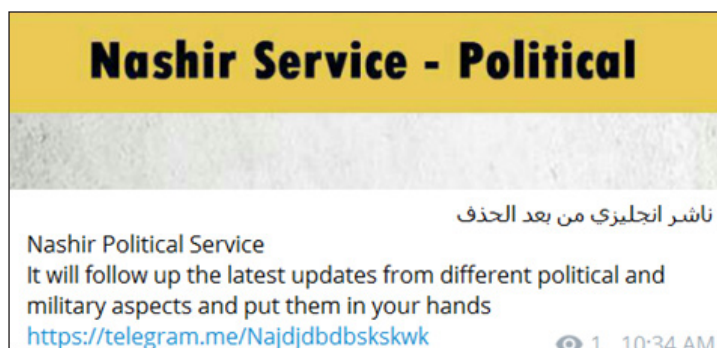 Nashir Service - Political
ناشر انجليزي من بعد الحذف
Nashir Political Service
It will follow up the latest updates from different political and
military aspects and put them in your hands
https://telegram.me/Najdjdbdbskskwk
1 10:34 AM